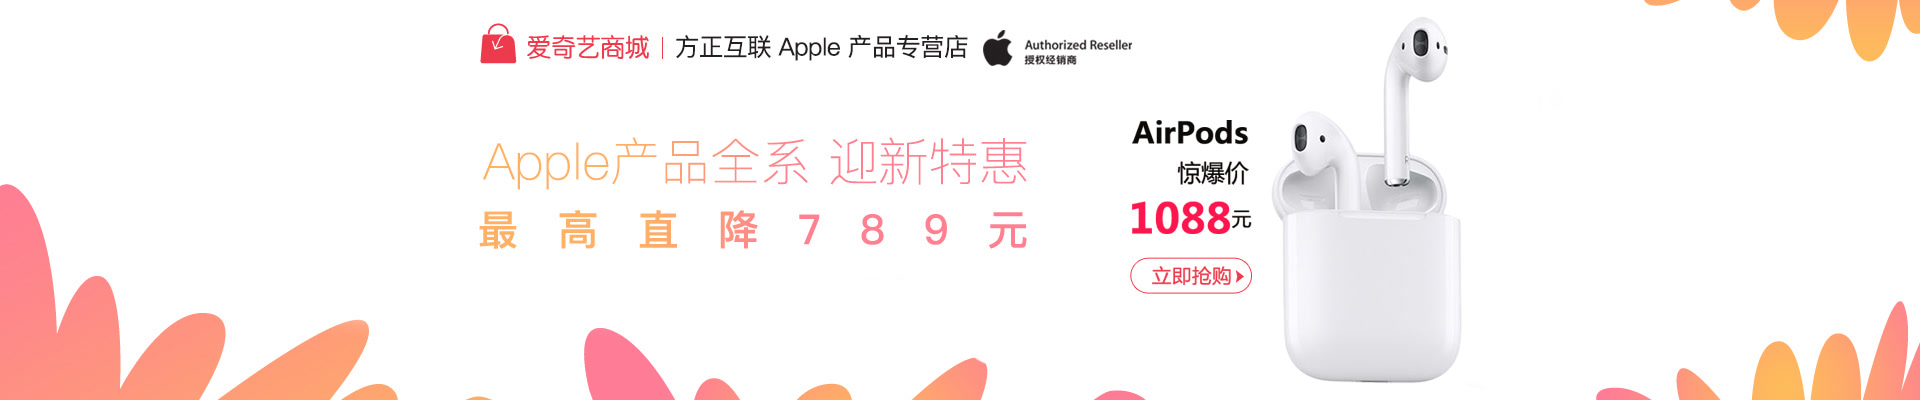 爱奇艺商城 | 方正互联 Apple 产品专营店
Authorized Reseller
授权经销商
Apple产品全系 迎新特惠
最高直降789元
AirPods
惊爆价
1088元
立即抢购